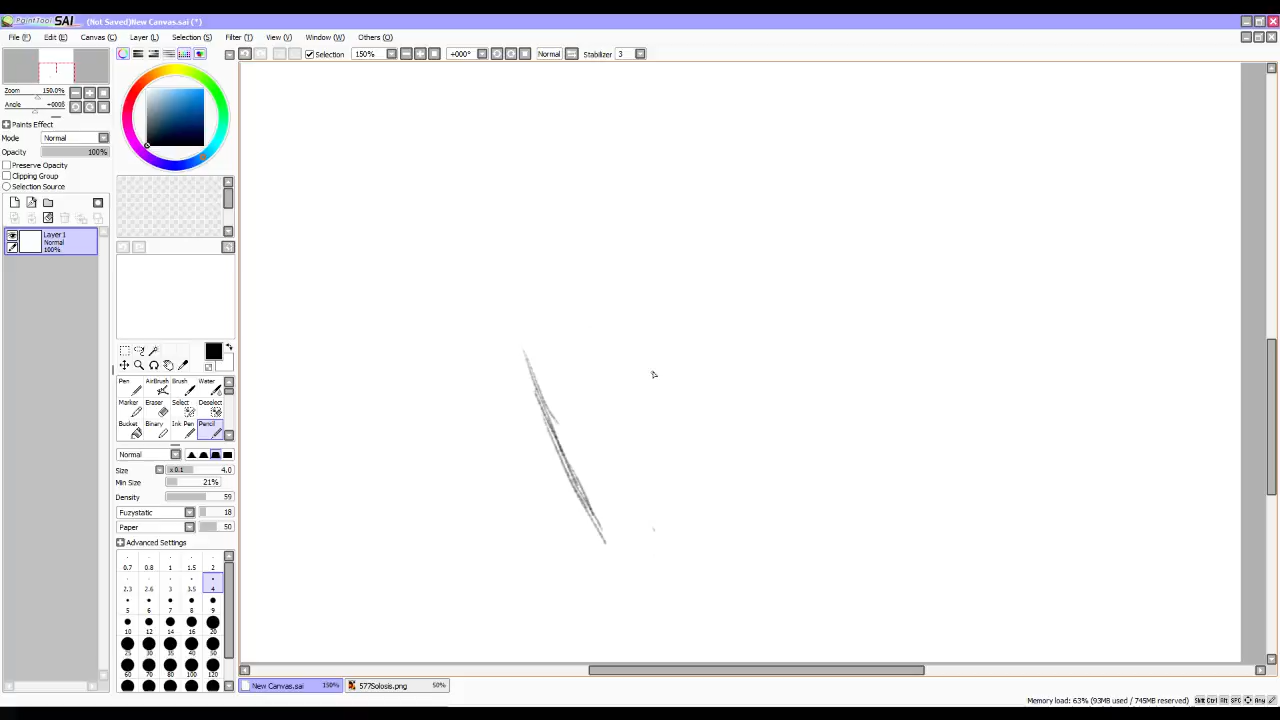 PaintTool SAI (Not Saved)New Canvas.sai (*)
File (F) Edit (E) Canvas (C) Layer (L) Selection (S) Filter (T) View (V) Window (W) Others (O)
Selection 150% +000° Normal Stabilizer 3
Zoom 150.0%
Angle +000δ
Paints Effect
Mode Normal
Opacity 100%
Preserve Opacity
Clipping Group
Selection Source
Layer 1
Normal
100%
Pen AirBrush Brush Water
Marker Eraser Select Deselect
Bucket Binary Ink Pen Pencil
Normal
Size x 0.1 4.0
Min Size 21%
Density 59
Fuzystatic 18
Paper 50
Advanced Settings
0.7 0.8 1 1.5 2
2.3 2.6 3 3.5 4
5 6 7 8 9
10 12 14 16 20
25 30 35 40 50
60 70 80 100 120
New Canvas.sai 150% 577Solosis.png 50%
Memory load: 63% (93MB used / 745MB reserved) Shft Ctrl Alt SPC Any